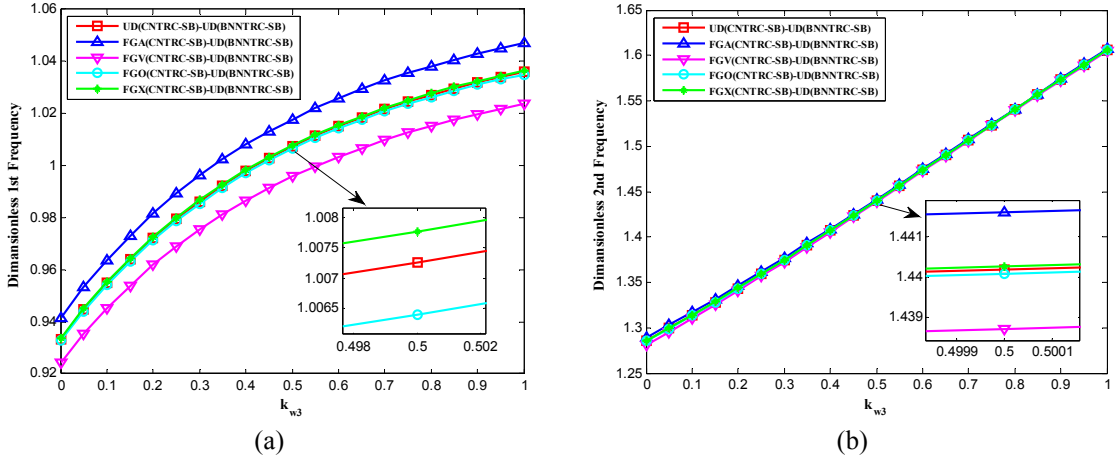 1.06
1.04
1.02
1
0.98
0.96
0.94
0.92
Dimansionless 1st Frequency
UD(CNTRC-SB)-UD(BNNTRC-SB)
FGA(CNTRC-SB)-UD(BNNTRC-SB)
FGV(CNTRC-SB)-UD(BNNTRC-SB)
FGO(CNTRC-SB)-UD(BNNTRC-SB)
FGX(CNTRC-SB)-UD(BNNTRC-SB)
1.008
1.0075
1.007
1.0065
0.498 0.5 0.502
0 0.1 0.2 0.3 0.4 0.5 0.6 0.7 0.8 0.9 1
k_w3
(a)
1.65
1.6
1.55
1.5
1.45
1.4
1.35
1.3
1.25
Dimansionless 2nd Frequency
UD(CNTRC-SB)-UD(BNNTRC-SB)
FGA(CNTRC-SB)-UD(BNNTRC-SB)
FGV(CNTRC-SB)-UD(BNNTRC-SB)
FGO(CNTRC-SB)-UD(BNNTRC-SB)
FGX(CNTRC-SB)-UD(BNNTRC-SB)
1.441
1.44
1.439
0.4999 0.5 0.5001
0 0.1 0.2 0.3 0.4 0.5 0.6 0.7 0.8 0.9 1
k_w3
(b)